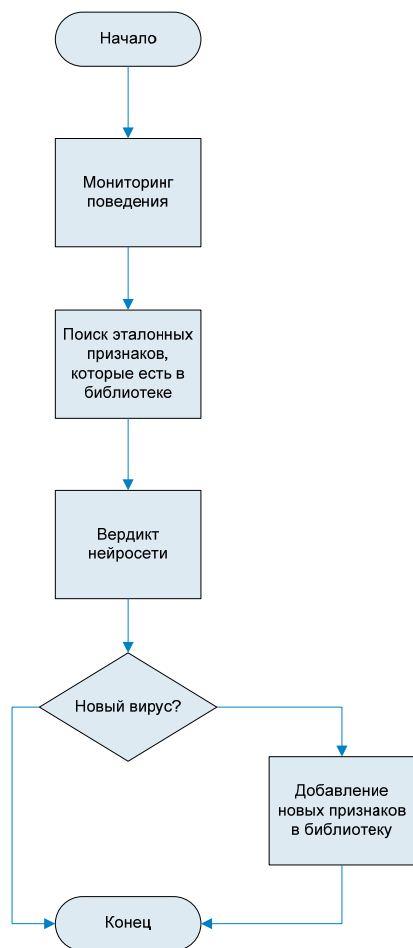 Начало
Мониторинг
поведения
Поиск эталонных
признаков,
которые есть в
библиотеке
Вердикт
нейросети
Новый вирус?
Добавление
новых признаков
в библиотеку
Конец